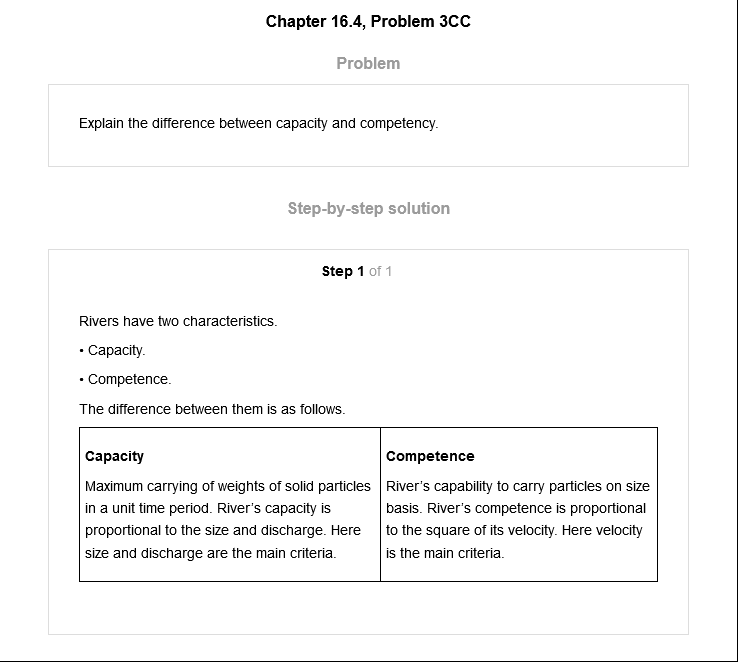 Chapter 16.4, Problem 3CC
Problem
Explain the difference between capacity and competency.
Step-by-step solution
Step 1 of 1
Rivers have two characteristics.
• Capacity.
• Competence.
The difference between them is as follows.
Capacity
Maximum carrying of weights of solid particles
in a unit time period. River’s capacity is
proportional to the size and discharge. Here
size and discharge are the main criteria.
Competence
River’s capability to carry particles on size
basis. River’s competence is proportional
to the square of its velocity. Here velocity
is the main criteria.